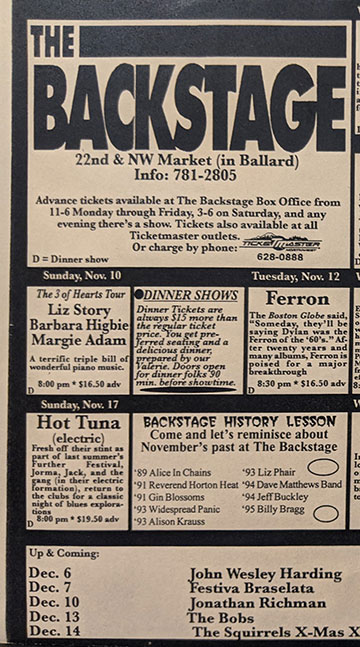 THE
BACKSTAGE
22nd & NW Market (in Ballard)
Info: 781-2805
Advance tickets available at The Backstage Box Office from
11-6 Monday through Friday, 3-6 on Saturday, and any
evening there's a show. Tickets also available at all
Ticketmaster outlets.
Or charge by phone:
TICKETMASTER
628-0888
D = Dinner show
Sunday, Nov. 10
The 3 of Hearts Tour
Liz Story
Barbara Higbie
Margie Adam
A terrific triple bill of
wonderful piano music.
D 8:00 pm * $16.50 adv
DINNER SHOWS
Dinner Tickets are
always $15 more than
the regular ticket
price. You get pre-
ferred seating and a
delicious dinner,
prepared by our
Valerie. Doors open
for dinner folks 90
min. before showtime.
Tuesday, Nov. 12
Ferron
The Boston Globe said,
"Someday, they'll be
saying Dylan was the
Ferron of the '60's." Af-
ter twenty years and
many albums, Ferron is
poised for a major
breakthrough
D 8:30 pm * $16.50 adv
Sunday, Nov. 17
Hot Tuna
(electric)
Fresh off their stint as
part of last summer's
Further Festival,
Jorma, Jack, and the
gang (in their electric
formation), return to
the clubs for a classic
night of blues explora-
tions
D 8:00 pm * $19.50 adv
BACKSTAGE HISTORY LESSON
Come and let's reminisce about
November's past at The Backstage
'89 Alice In Chains
'91 Reverend Horton Heat
'91 Gin Blossoms
'93 Widespread Panic
'93 Alison Krauss
'93 Liz Phair
'94 Dave Matthews Band
'94 Jeff Buckley
'95 Billy Bragg
Up & Coming:
Dec. 6 John Wesley Harding
Dec. 7 Festiva Braselata
Dec. 10 Jonathan Richman
Dec. 13 The Bobs
Dec. 14 The Squirrels X-Mas X